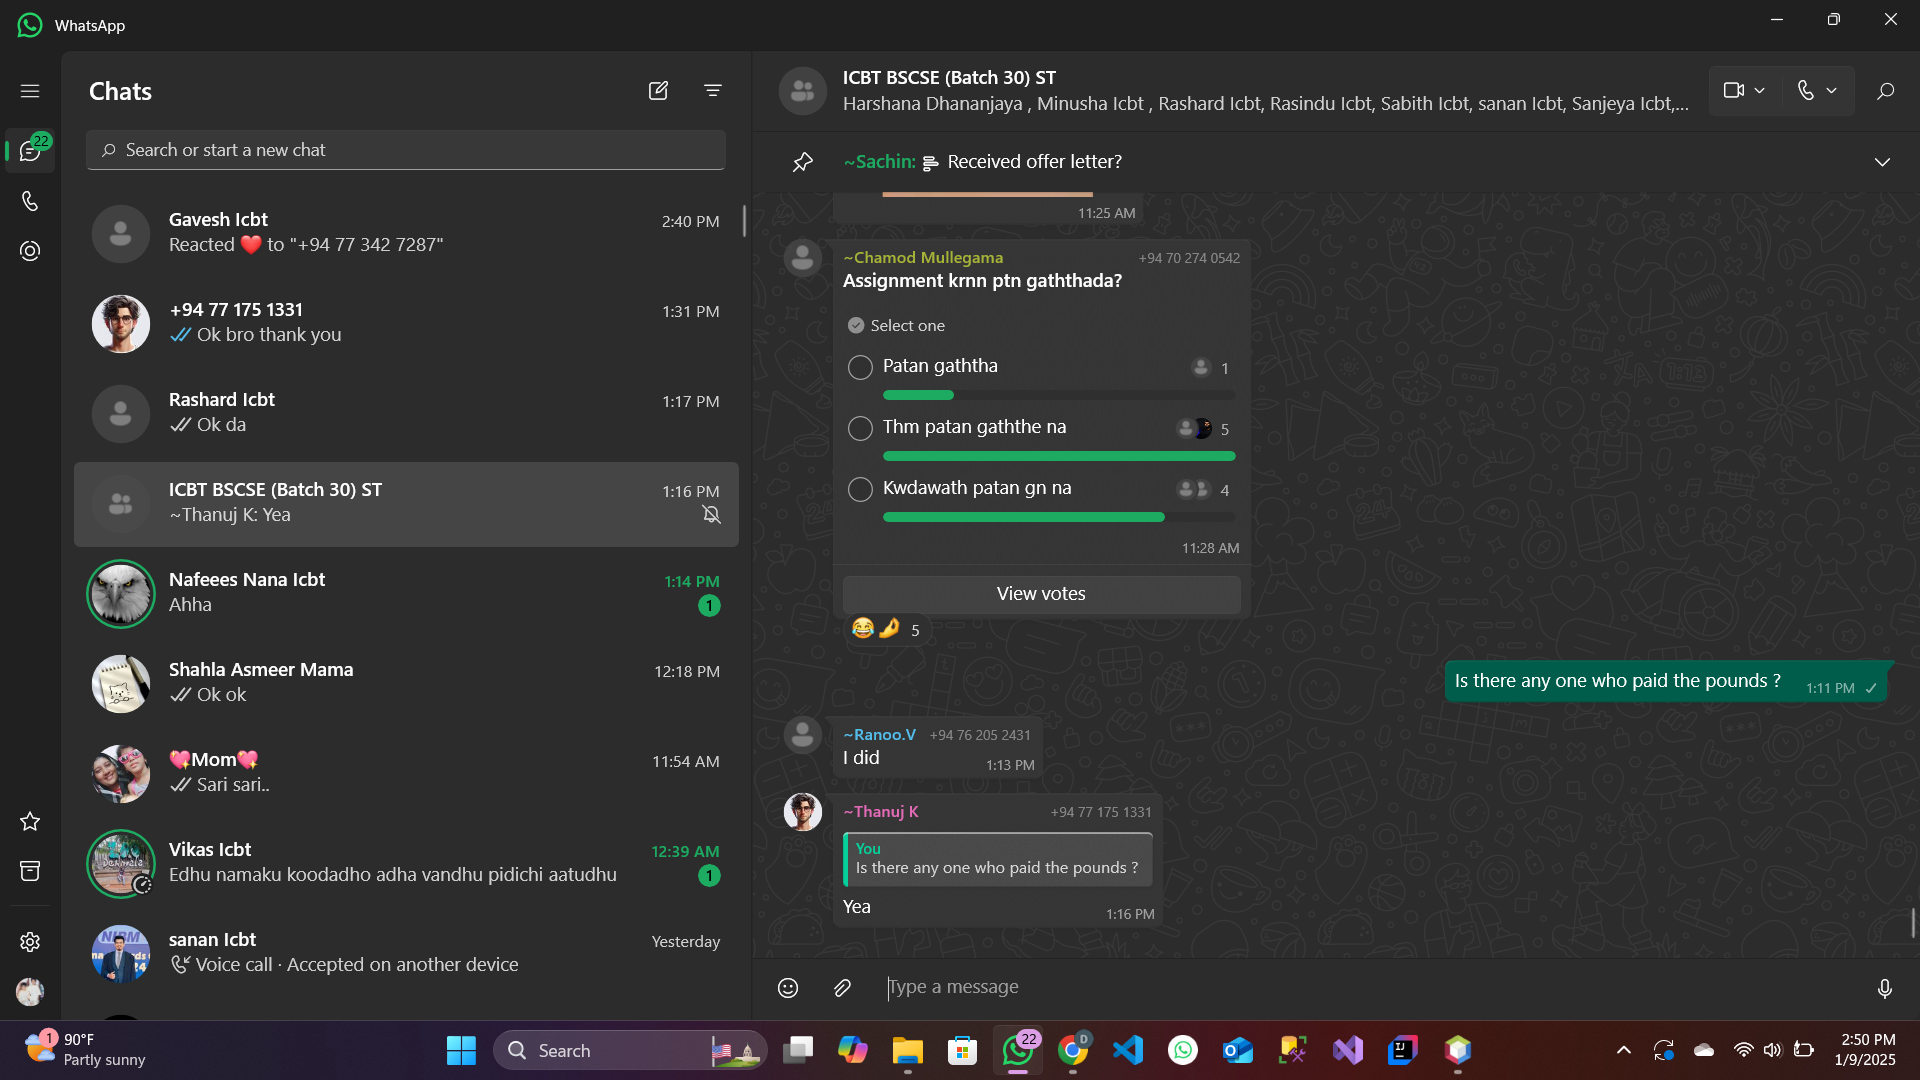 WhatsApp
22
Chats
Search or start a new chat
Gavesh Icbt
2:40 PM
Reacted ❤️ to "+94 77 342 7287"
+94 77 175 1331
1:31 PM
Ok bro thank you
Rashard Icbt
1:17 PM
Ok da
ICBT BSCSE (Batch 30) ST
1:16 PM
~Thanuj K: Yea
Nafeees Nana Icbt
1:14 PM
Ahha
1
Shahla Asmeer Mama
12:18 PM
Ok ok
💖Mom💖
11:54 AM
Sari sari..
Vikas Icbt
12:39 AM
Edhu namaku koodadho adha vandhu pidichi aatudhu
1
sanan Icbt
Yesterday
Voice call · Accepted on another device
ICBT BSCSE (Batch 30) ST
Harshana Dhananjaya , Minusha Icbt , Rashard Icbt, Rasindu Icbt, Sabith Icbt, sanan Icbt, Sanjeya Icbt,...
~Sachin: Received offer letter?
11:25 AM
~Chamod Mullegama
+94 70 274 0542
Assignment krnn ptn gaththada?
Select one
Patan gaththa
1
Thm patan gaththe na
5
Kwdawath patan gn na
4
11:28 AM
View votes
😂🤌 5
Is there any one who paid the pounds ?
1:11 PM
~Ranoo.V +94 76 205 2431
I did
1:13 PM
~Thanuj K
+94 77 175 1331
You
Is there any one who paid the pounds ?
Yea
1:16 PM
Type a message
1
90°F
Partly sunny
Search
22
D
IJ
2:50 PM
1/9/2025